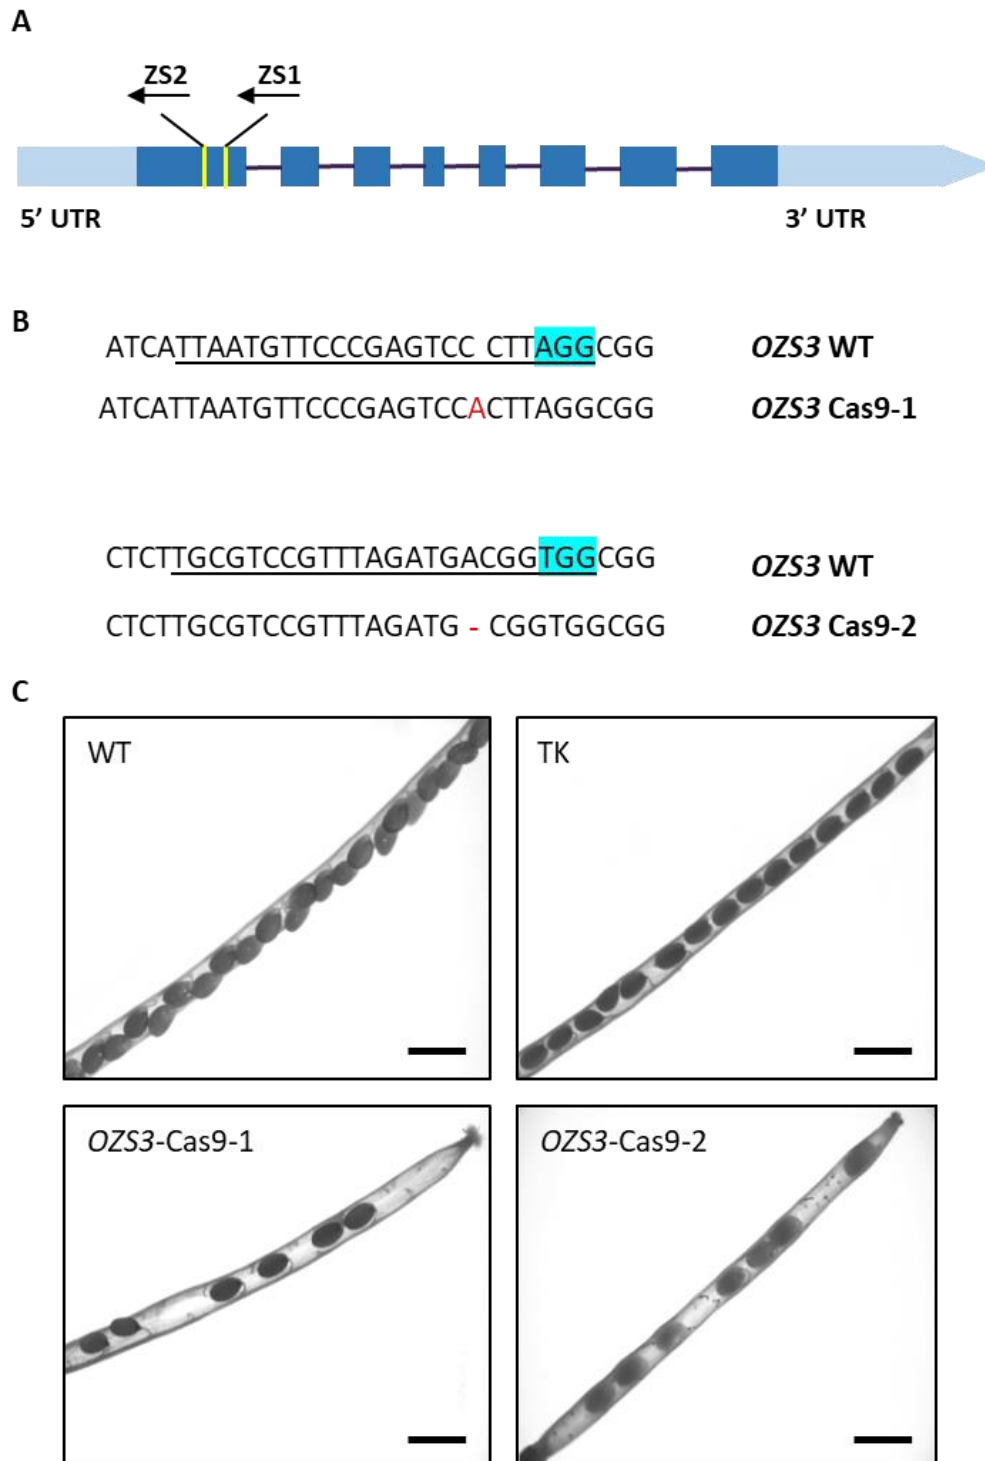 A
ZS2 ZS1
5’ UTR 3’ UTR
B
ATCATTAATGTTCCCGAGTCC CTTAGGCGG OZS3 WT
ATCATTAATGTTCCCGAGTCCACTTAGGCGG OZS3 Cas9-1
CTCTTGCGTCCGTTTAGATGACGGTGGCGG OZS3 WT
CTCTTGCGTCCGTTTAGATG - CGGTGGCGG OZS3 Cas9-2
C
WT TK
OZS3-Cas9-1 OZS3-Cas9-2